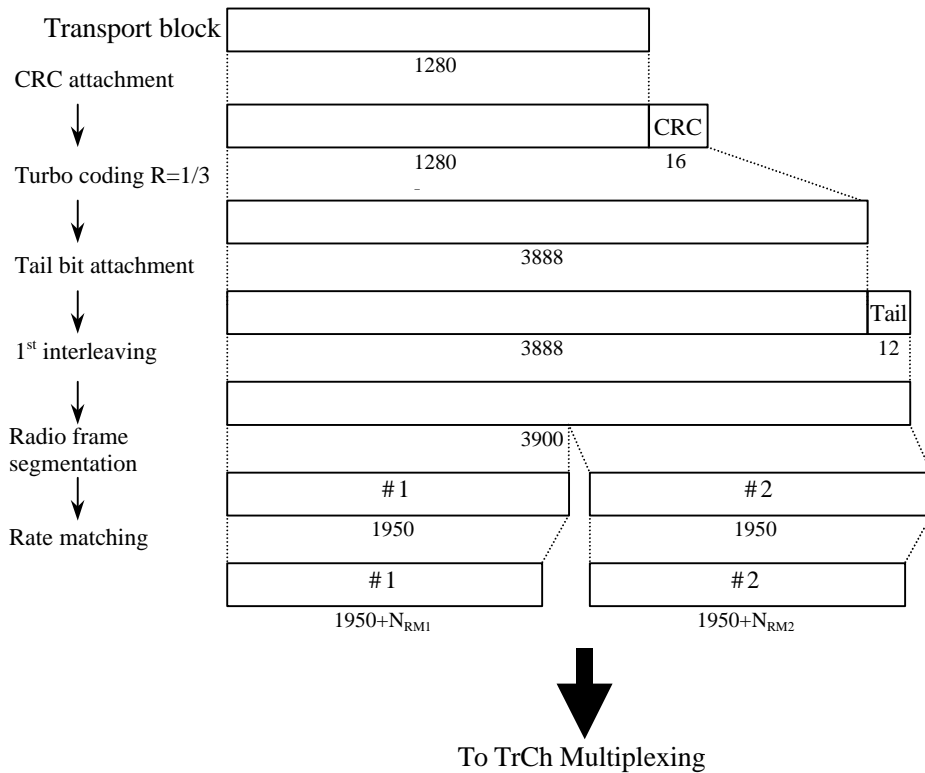 Transport block
1280
CRC attachment
CRC
1280
16
Turbo coding R=1/3
3888
Tail bit attachment
Tail
3888
12
1st interleaving
3900
Radio frame
segmentation
#1
#2
1950
1950
Rate matching
#1
#2
1950+NRM1
1950+NRM2
To TrCh Multiplexing